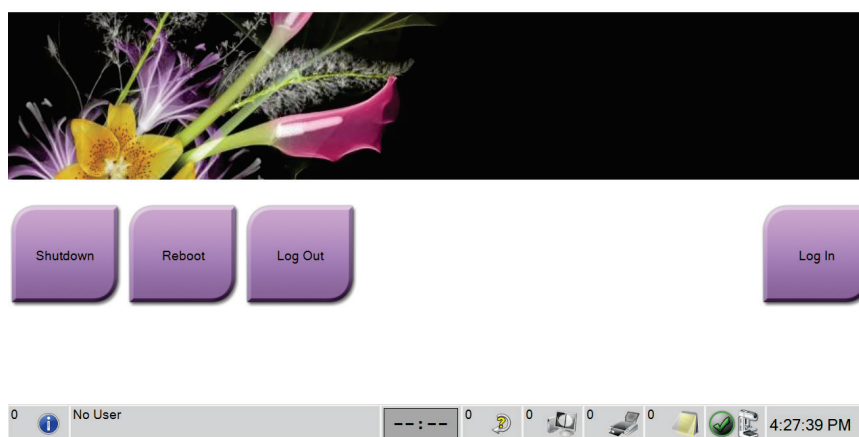 Shutdown
Reboot
Log Out
Log In
0
No User
--:--
0
0
0
0
4:27:39 PM